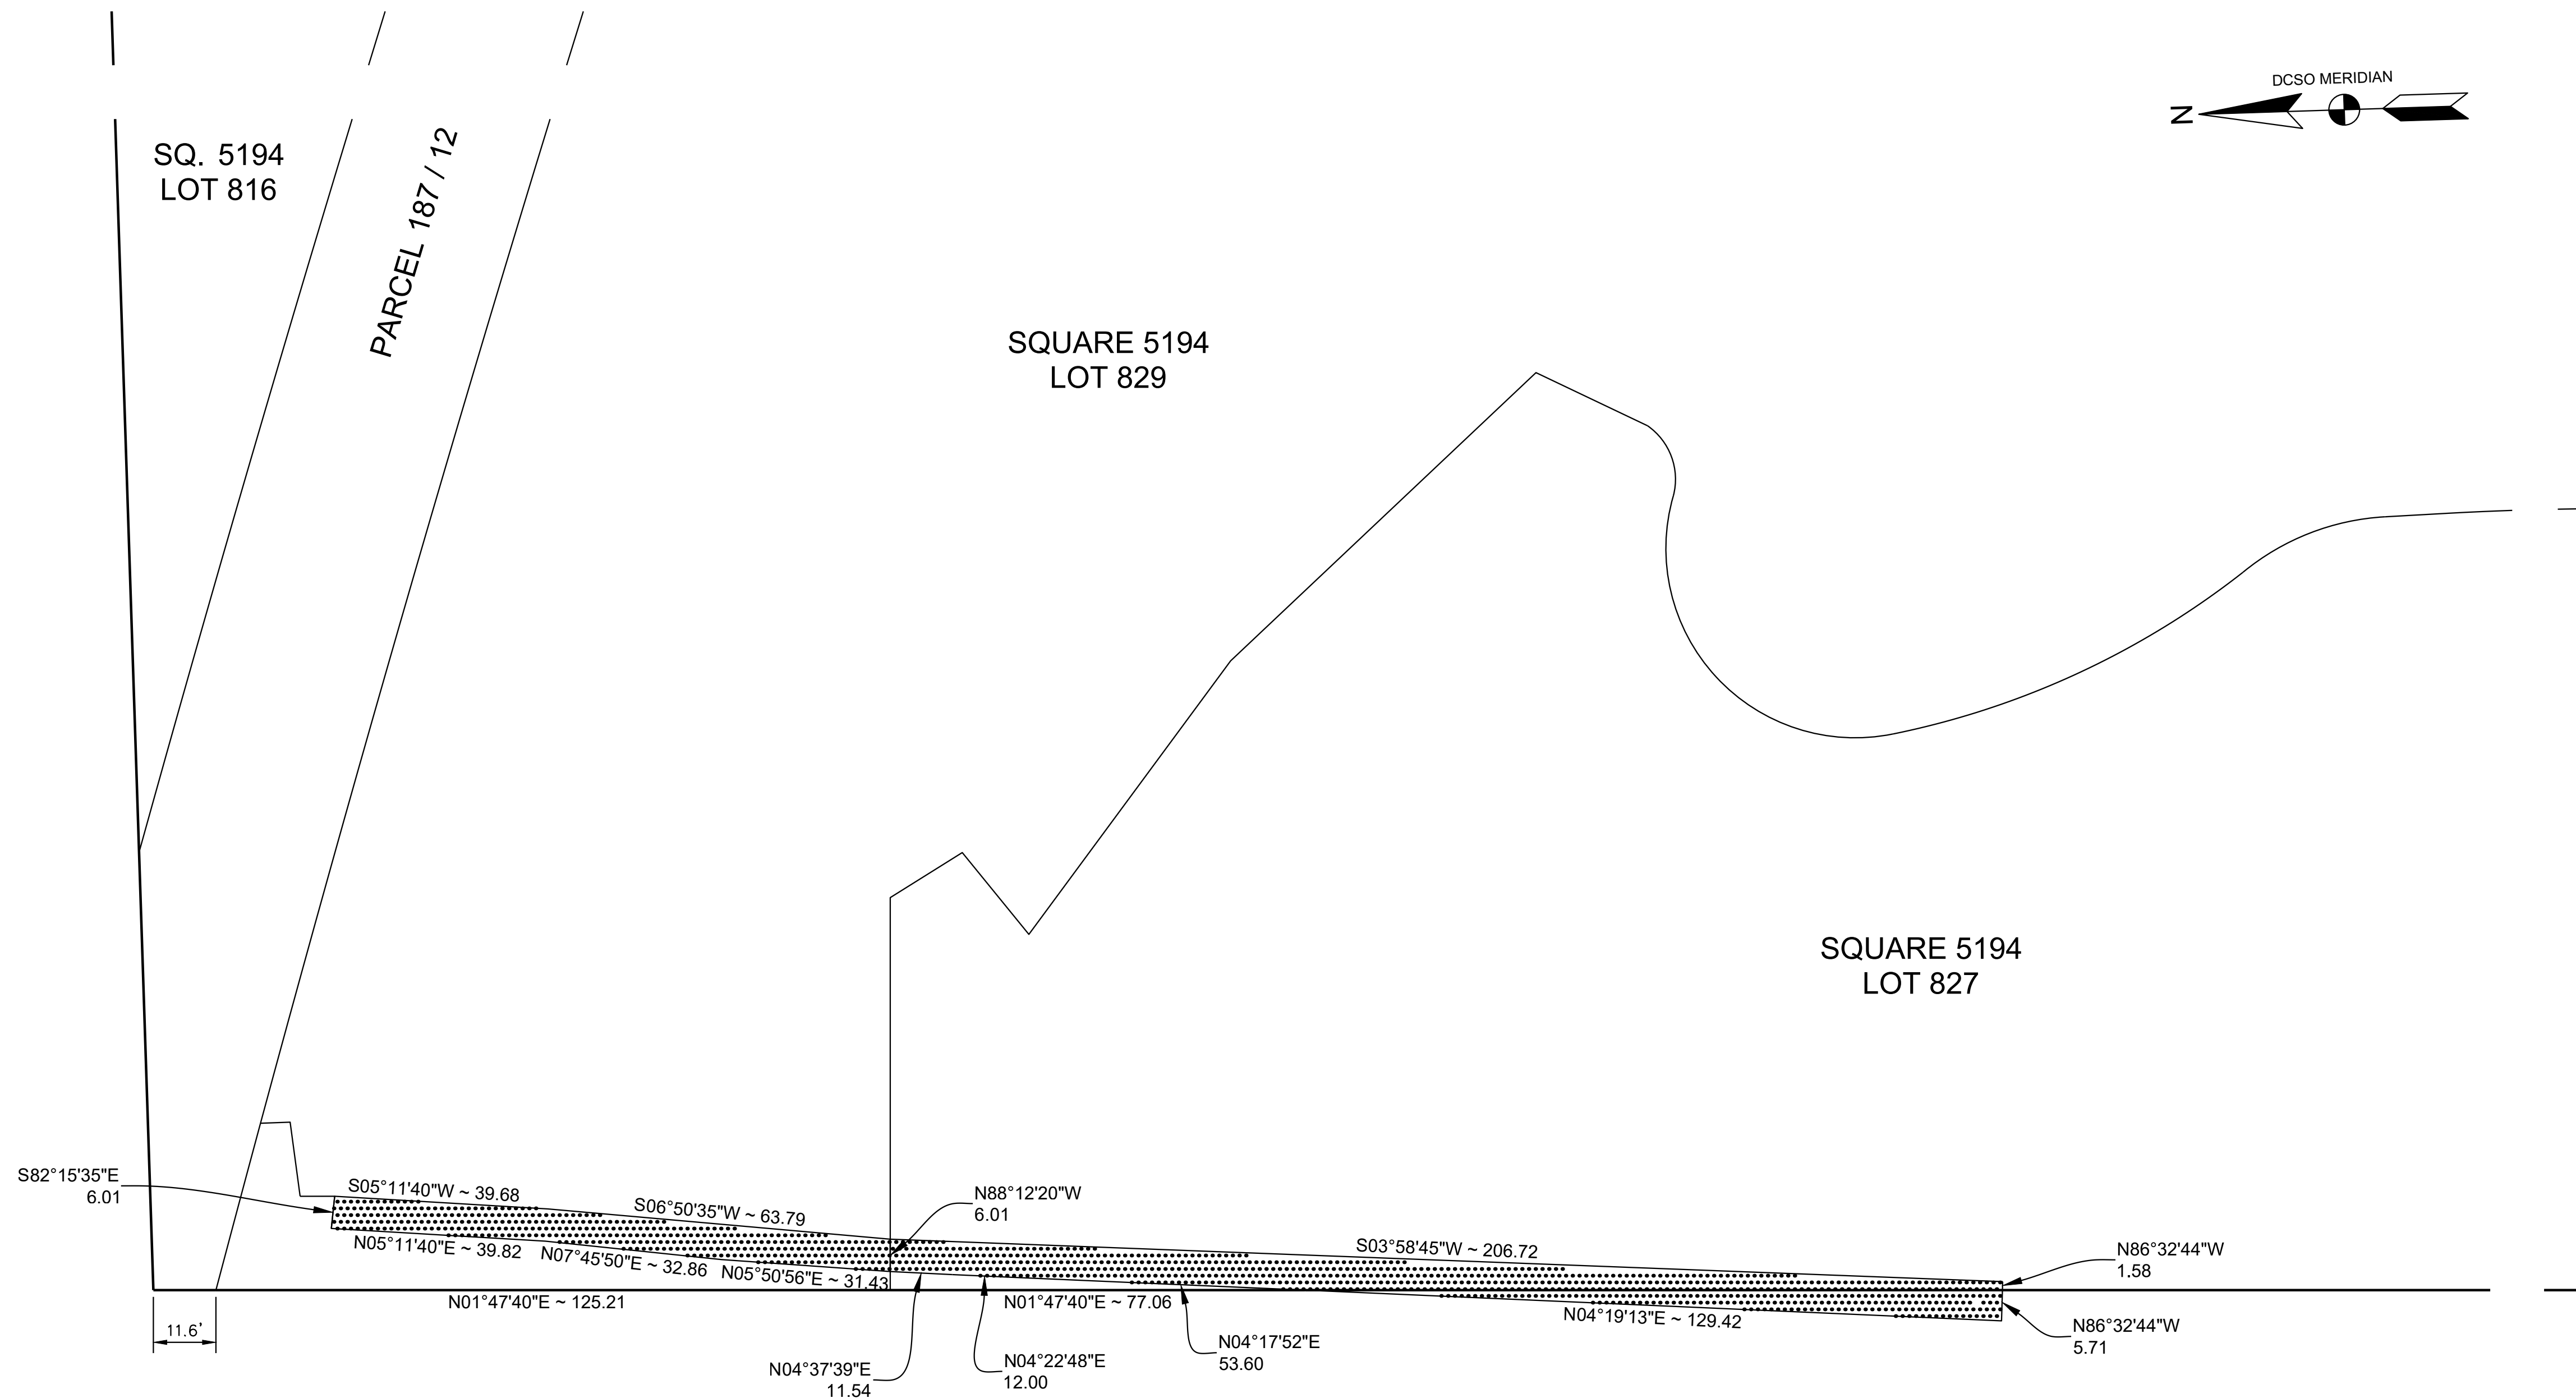 DCSO MERIDIAN
N
SQ. 5194
LOT 816
PARCEL 187 / 12
SQUARE 5194
LOT 829
SQUARE 5194
LOT 827
S82°15'35"E
6.01
S05°11'40"W ~ 39.68
S06°50'35"W ~ 63.79
N88°12'20"W
6.01
S03°58'45"W ~ 206.72
N86°32'44"W
1.58
N05°11'40"E ~ 39.82
N07°45'50"E ~ 32.86
N05°50'56"E ~ 31.43
N01°47'40"E ~ 125.21
N01°47'40"E ~ 77.06
N04°19'13"E ~ 129.42
N86°32'44"W
5.71
11.6'
N04°37'39"E
11.54
N04°22'48"E
12.00
N04°17'52"E
53.60